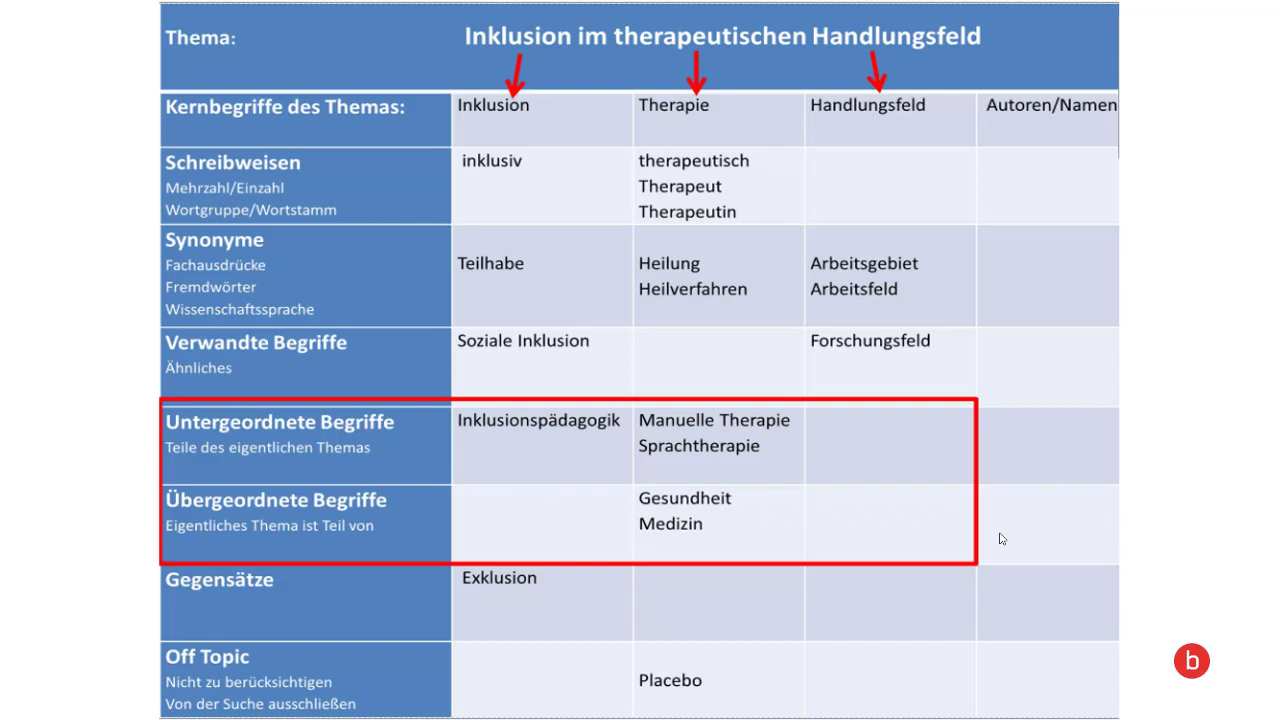 Thema:
Inklusion im therapeutischen Handlungsfeld
Kernbegriffe des Themas:
Inklusion
Therapie
Handlungsfeld
Autoren/Namen
Schreibweisen
Mehrzahl/Einzahl
Wortgruppe/Wortstamm
inklusiv
therapeutisch
Therapeut
Therapeutin
Synonyme
Fachausdrücke
Fremdwörter
Wissenschaftssprache
Teilhabe
Heilung
Heilverfahren
Arbeitsgebiet
Arbeitsfeld
Verwandte Begriffe
Ähnliches
Soziale Inklusion
Forschungsfeld
Untergeordnete Begriffe
Teile des eigentlichen Themas
Inklusionspädagogik
Manuelle Therapie
Sprachtherapie
Übergeordnete Begriffe
Eigentliches Thema ist Teil von
Gesundheit
Medizin
Gegensätze
Exklusion
Off Topic
Nicht zu berücksichtigen
Von der Suche ausschließen
Placebo
b